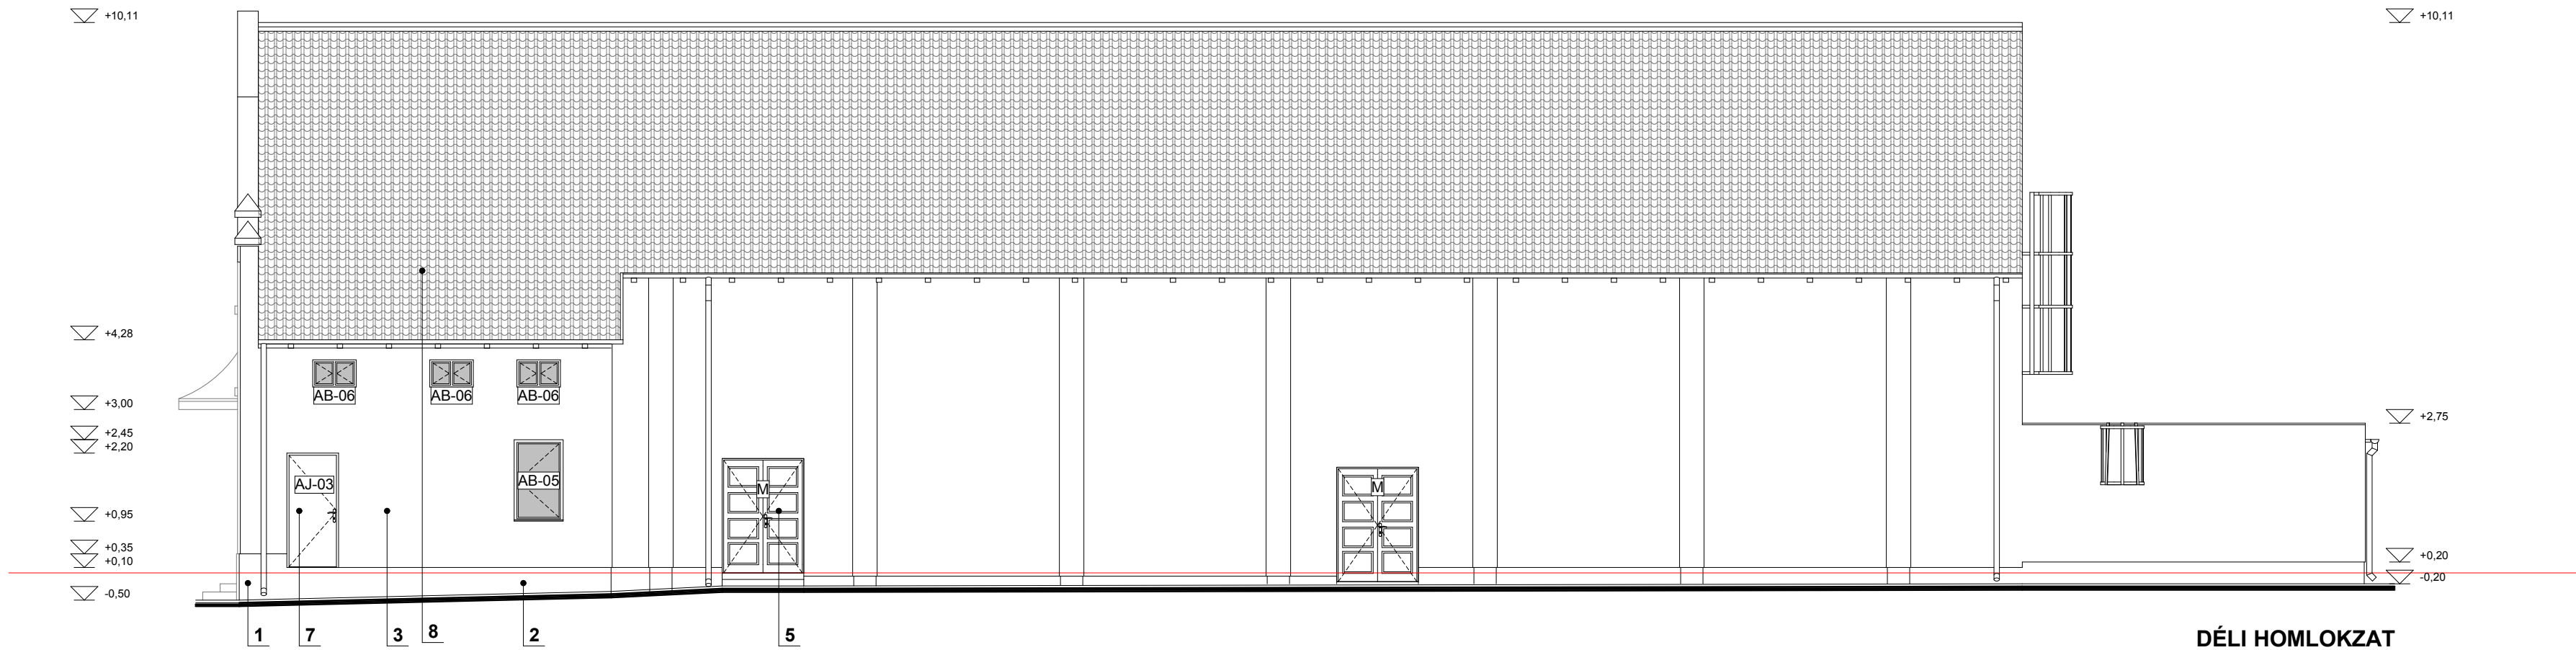 +10,11
+10,11
+4,28
+3,00
+2,45
+2,20
+0,95
+0,35
+0,10
-0,50
+2,75
+0,20
-0,20
AB-06
AB-06
AB-06
AJ-03
AB-05
M
M
1
7
3
8
2
5
DÉLI HOMLOKZAT